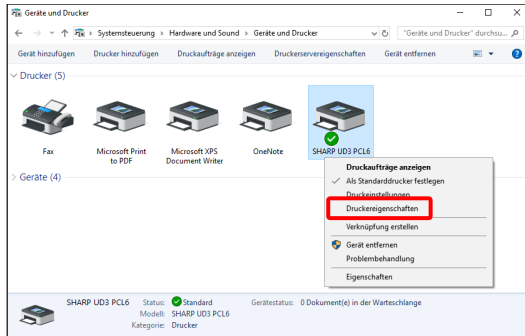 Geräte und Drucker
Systemsteuerung > Hardware und Sound > Geräte und Drucker
"Geräte und Drucker" durchsu...
Gerät hinzufügen Drucker hinzufügen Druckaufträge anzeigen Druckerservereigenschaften Gerät entfernen
Drucker (5)
Fax
Microsoft Print
to PDF
Microsoft XPS
Document Writer
OneNote
SHARP UD3 PCL6
Geräte (4)
Druckaufträge anzeigen
Als Standarddrucker festlegen
Druckeinstellungen
Druckereigenschaften
Verknüpfung erstellen
Gerät entfernen
Problembehandlung
Eigenschaften
SHARP UD3 PCL6 Status: Standard Gerätestatus: 0 Dokument(e) in der Warteschlange
Modell: SHARP UD3 PCL6
Kategorie: Drucker